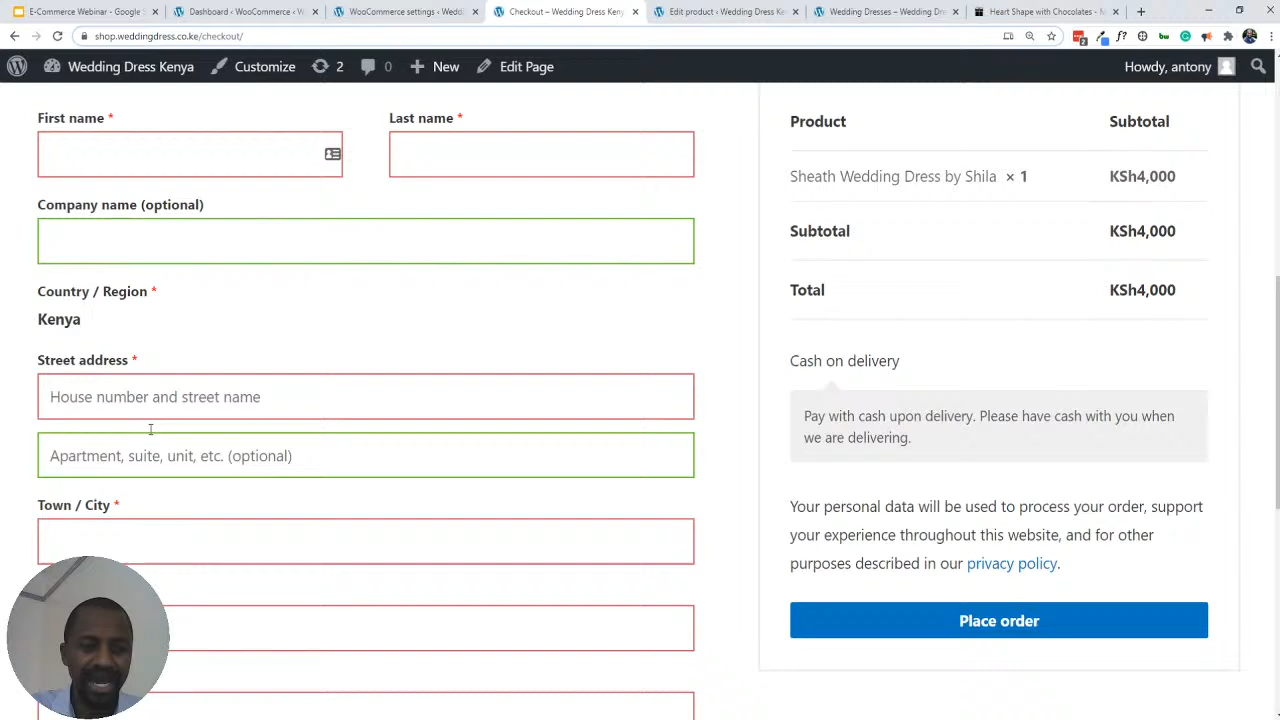 E-Commerce Webinar - Google S
Dashboard ‹ WooCommerce ‹ W
WooCommerce settings ‹ Weddi
Checkout – Wedding Dress Keny
Edit product ‹ Wedding Dress Ken
Wedding Dresses – Wedding Dre
Heart Shape with Chocolates - M
shop.weddingdress.co.ke/checkout/
Wedding Dress Kenya
Customize
2
0
New
Edit Page
Howdy, antony
First name *
Last name *
Company name (optional)
Country / Region *
Kenya
Street address *
House number and street name
Apartment, suite, unit, etc. (optional)
Town / City *
Product Subtotal
Sheath Wedding Dress by Shila × 1 KSh4,000
Subtotal KSh4,000
Total KSh4,000
Cash on delivery
Pay with cash upon delivery. Please have cash with you when
we are delivering.
Your personal data will be used to process your order, support
your experience throughout this website, and for other
purposes described in our privacy policy.
Place order